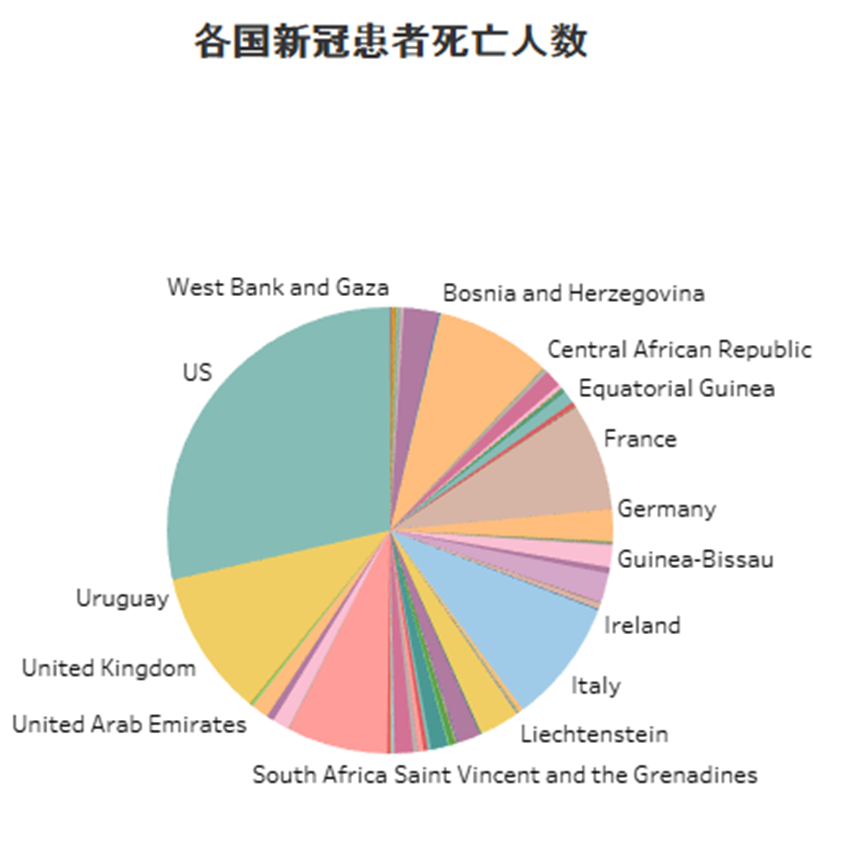 各国新冠患者死亡人数
West Bank and Gaza
Bosnia and Herzegovina
Central African Republic
US
Equatorial Guinea
France
Germany
Guinea-Bissau
Uruguay
Ireland
United Kingdom
Italy
United Arab Emirates
Liechtenstein
South Africa Saint Vincent and the Grenadines